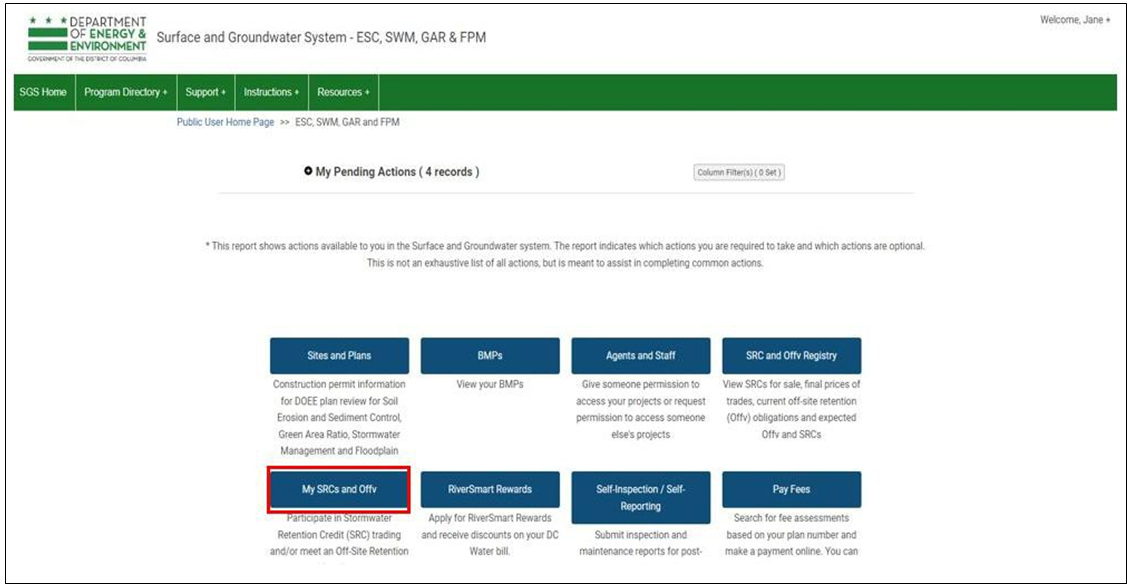 DEPARTMENT
OF ENERGY &
ENVIRONMENT
GOVERNMENT OF THE DISTRICT OF COLUMBIA
Surface and Groundwater System - ESC, SWM, GAR & FPM
Welcome, Jane +
SGS Home Program Directory + Support + Instructions + Resources +
Public User Home Page >> ESC, SWM, GAR and FPM
My Pending Actions ( 4 records )
Column Filter(s) ( 0 Set )
* This report shows actions available to you in the Surface and Groundwater system. The report indicates which actions you are required to take and which actions are optional.
This is not an exhaustive list of all actions, but is meant to assist in completing common actions.
Sites and Plans
Construction permit information
for DOEE plan review for Soil
Erosion and Sediment Control,
Green Area Ratio, Stormwater
Management and Floodplain
BMPs
View your BMPs
Agents and Staff
Give someone permission to
access your projects or request
permission to access someone
else's projects
SRC and Offv Registry
View SRCs for sale, final prices of
trades, current off-site retention
(Offv) obligations and expected
Offv and SRCs
My SRCs and Offv
Participate in Stormwater
Retention Credit (SRC) trading
and/or meet an Off-Site Retention
RiverSmart Rewards
Apply for RiverSmart Rewards
and receive discounts on your DC
Water bill.
Self-Inspection / Self-
Reporting
Submit inspection and
maintenance reports for post-
Pay Fees
Search for fee assessments
based on your plan number and
make a payment online. You can